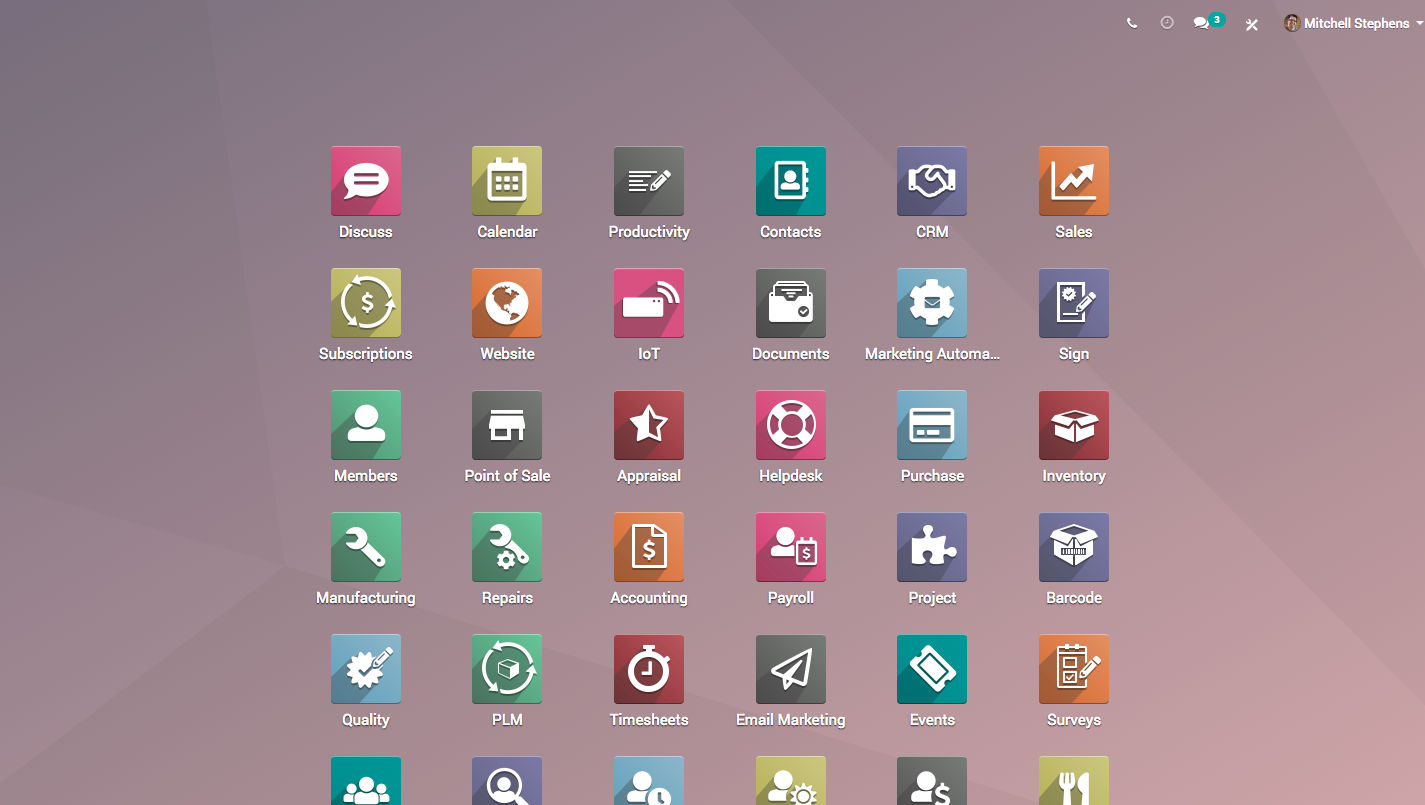 3 Mitchell Stephens
Discuss Calendar Productivity Contacts CRM Sales
Subscriptions Website IoT Documents Marketing Automa... Sign
Members Point of Sale Appraisal Helpdesk Purchase Inventory
Manufacturing Repairs Accounting Payroll Project Barcode
Quality PLM Timesheets Email Marketing Events Surveys